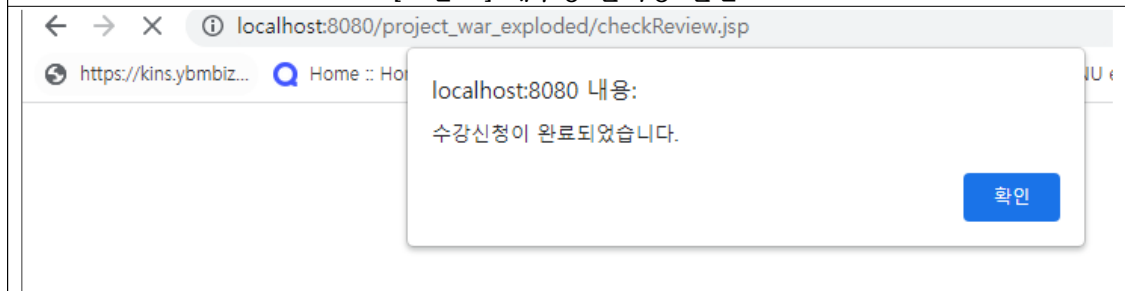 localhost:8080/project_war_exploded/checkReview.jsp
https://kins.ybmbiz... Home :: Hor
localhost:8080 내용:
수강신청이 완료되었습니다.
확인